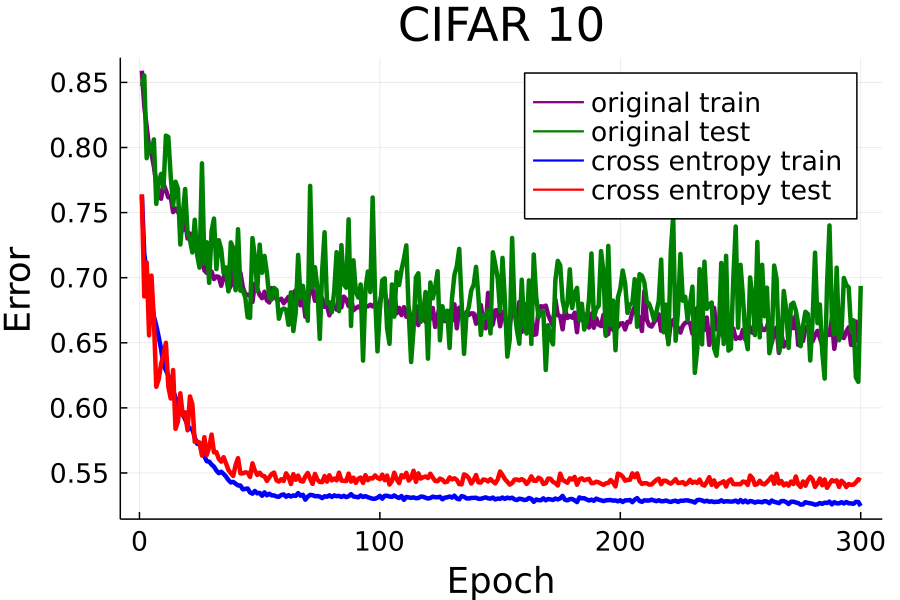 CIFAR 10
Error
0.85
0.80
0.75
0.70
0.65
0.60
0.55
original train
original test
cross entropy train
cross entropy test
0 100 200 300
Epoch